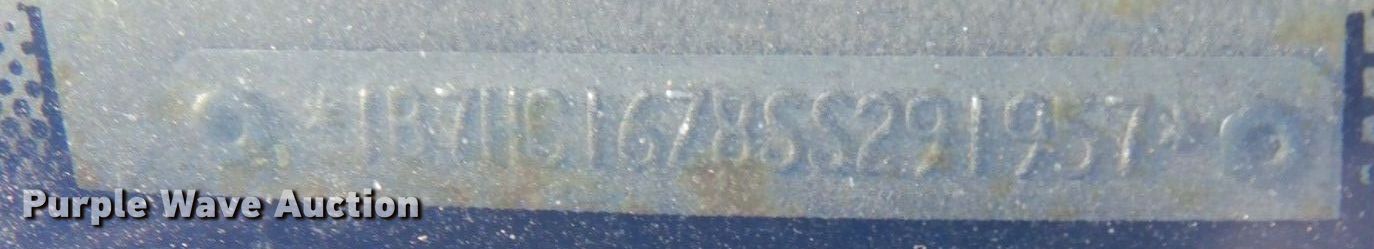 *1B7HC16Z8SS291957*
Purple Wave Auction